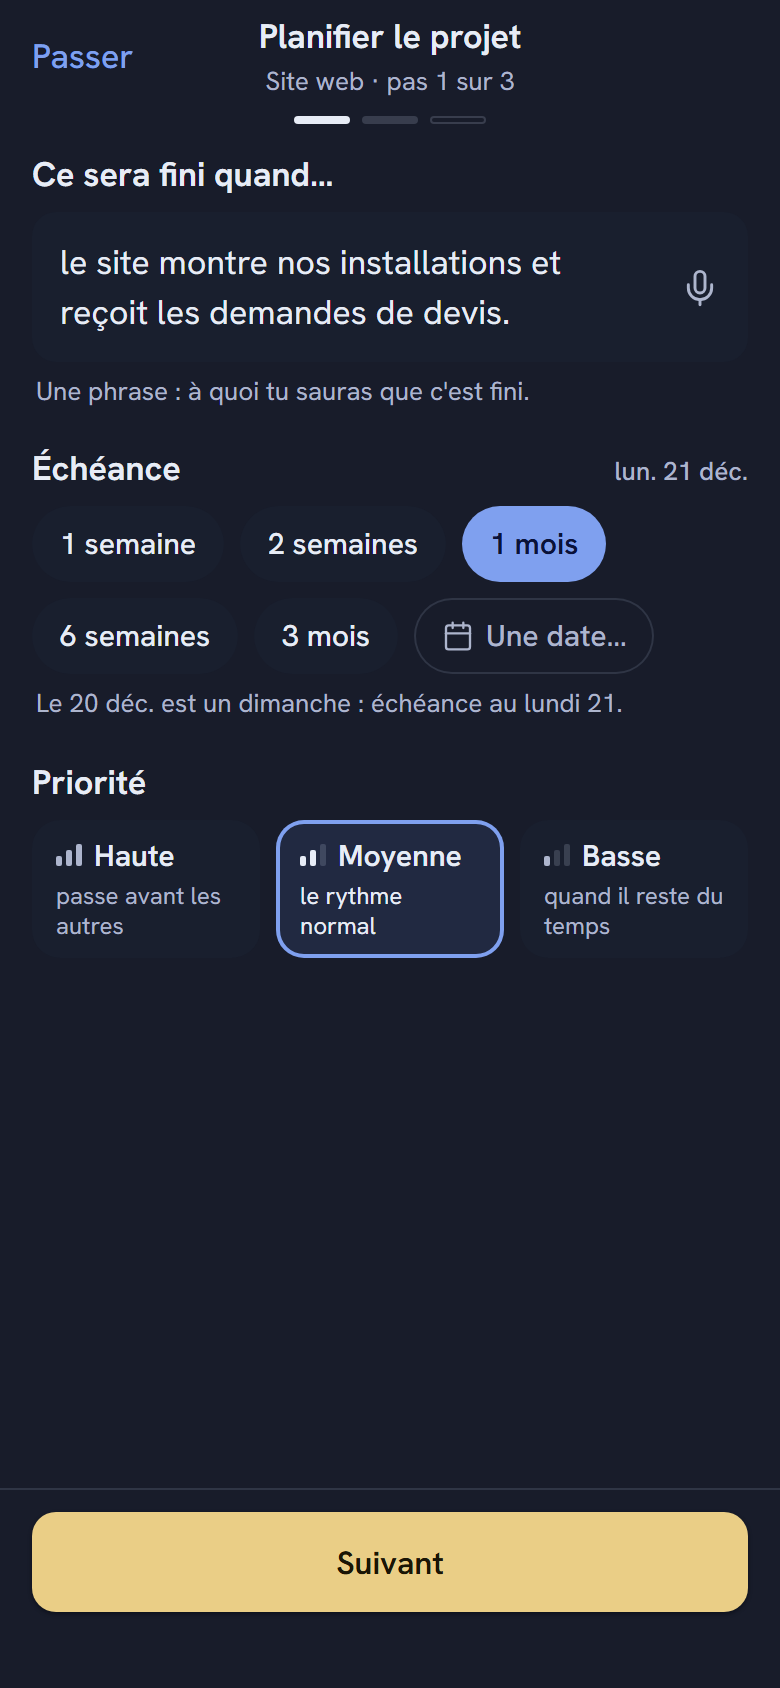 Passer
Planifier le projet
Site web · pas 1 sur 3
Ce sera fini quand...
le site montre nos installations et
reçoit les demandes de devis.
Une phrase : à quoi tu sauras que c'est fini.
Échéance
lun. 21 déc.
1 semaine
2 semaines
1 mois
6 semaines
3 mois
Une date...
Le 20 déc. est un dimanche : échéance au lundi 21.
Priorité
Haute
passe avant les
autres
Moyenne
le rythme
normal
Basse
quand il reste du
temps
Suivant